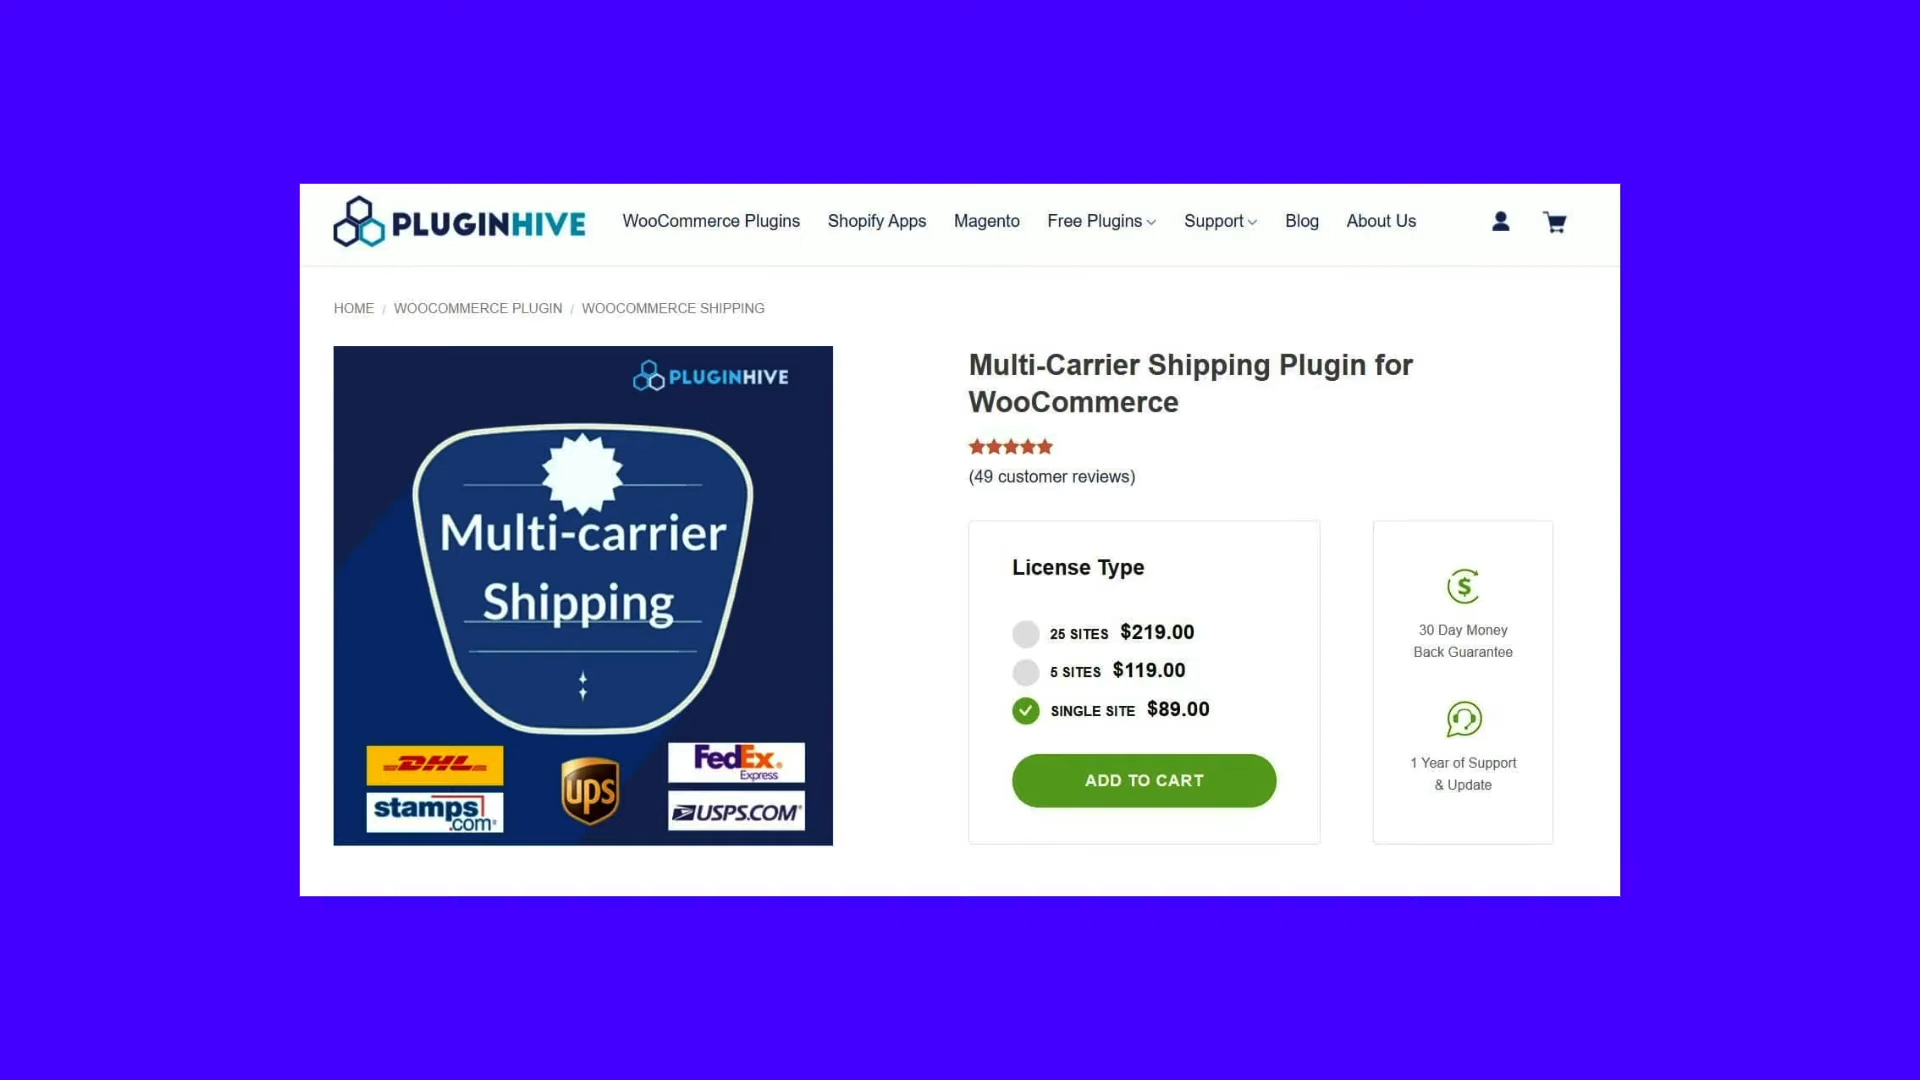 PLUGINHIVE
WooCommerce Plugins
Shopify Apps
Magento
Free Plugins
Support
Blog
About Us
HOME / WOOCOMMERCE PLUGIN / WOOCOMMERCE SHIPPING
PLUGINHIVE
Multi-carrier
Shipping
DHL
stamps
.com®
ups
FedEx®
Express
USPS.COM®
Multi-Carrier Shipping Plugin for
WooCommerce
(49 customer reviews)
License Type
25 SITES $219.00
5 SITES $119.00
SINGLE SITE $89.00
ADD TO CART
$
30 Day Money
Back Guarantee
1 Year of Support
& Update